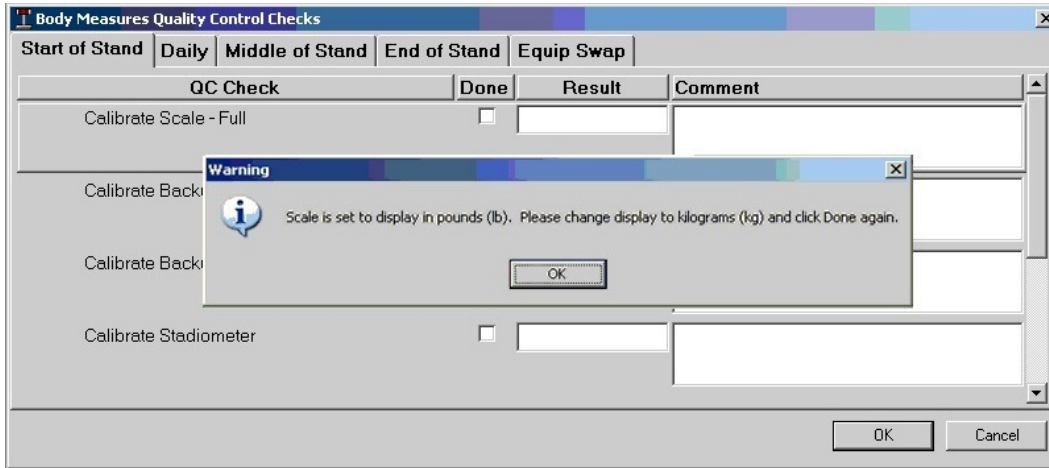 Body Measures Quality Control Checks
Start of Stand Daily Middle of Stand End of Stand Equip Swap
QC Check Done Result Comment
Calibrate Scale - Full
Warning
Calibrate
Scale is set to display in pounds (lb). Please change display to kilograms (kg) and click Done again.
Calibrate
OK
Calibrate Stadiometer
OK Cancel